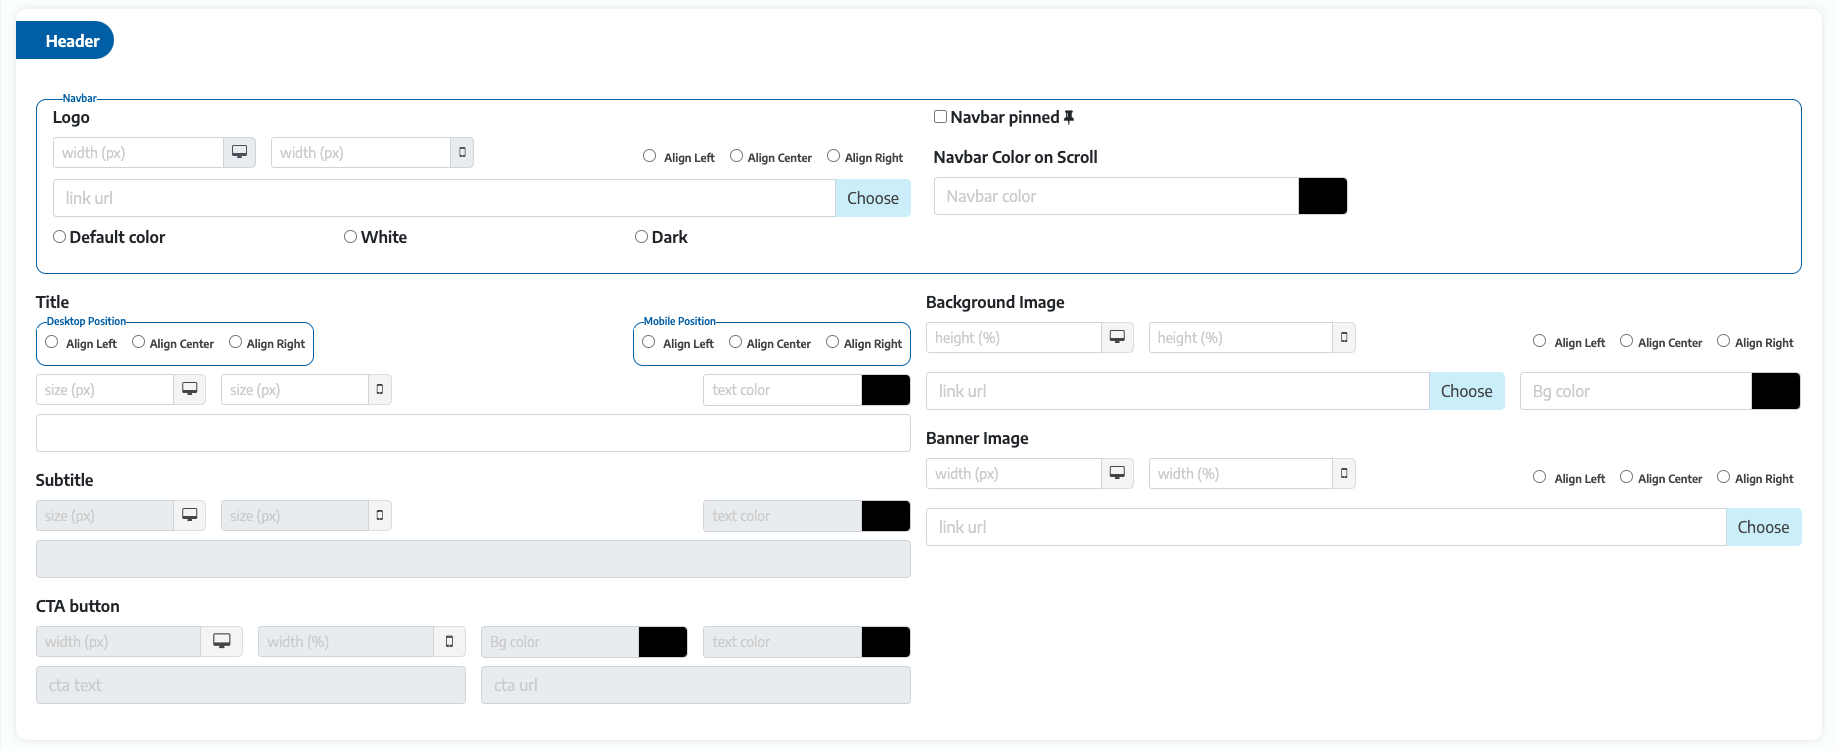 Header
Navbar
Logo
width (px)
width (px)
Align Left
Align Center
Align Right
link url
Choose
Default color
White
Dark
Navbar pinned
Navbar Color on Scroll
Navbar color
Title
Desktop Position
Align Left
Align Center
Align Right
Mobile Position
Align Left
Align Center
Align Right
size (px)
size (px)
text color
Subtitle
size (px)
size (px)
text color
CTA button
width (px)
width (%)
Bg color
text color
cta text
cta url
Background Image
height (%)
height (%)
Align Left
Align Center
Align Right
link url
Choose
Bg color
Banner Image
width (px)
width (%)
Align Left
Align Center
Align Right
link url
Choose